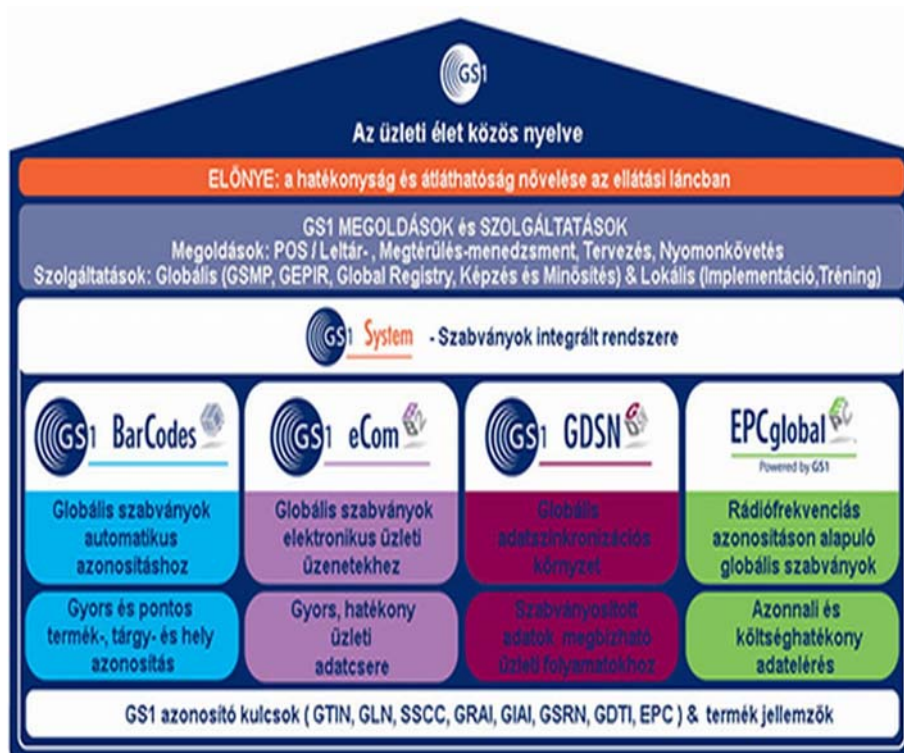 GS1
Az üzleti élet közös nyelve
ELŐNYE: a hatékonyság és átláthatóság növelése az ellátási láncban
GS1 MEGOLDÁSOK és SZOLGÁLTATÁSOK
Megoldások: POS / Leltár- , Megtérűlés-menedzsment, Tervezés, Nyomonkővetés
Szolgáltatások: Globális (GSMP, GEPIR, Global Registry, Képzés és Minősítés) & Lokális (Implementáció,Tréning)
GS1 System - Szabványok integrált rendszere
GS1 BarCodes
Globális szabványok
automatikus
azonosításhoz
Gyors és pontos
termék-, tárgy- és hely
azonosítás
GS1 eCom
Globális szabványok
elektronikus üzleti
üzenetekhez
Gyors, hatékony
üzleti
adatcsere
GS1 GDSN
Globális
adatszinkronizációs
környzet
Szabványosított
adatok megbízható
üzleti folyamatokhoz
EPCglobal
Powered by GS1
Rádiófrekvenciás
azonosításon alapuló
globális szabványok
Azonnali és
költséghatékony
adatelérés
GS1 azonosító kulcsok ( GTIN, GLN, SSCC, GRAI, GIAI, GSRN, GDTI, EPC ) & termék jellemzők